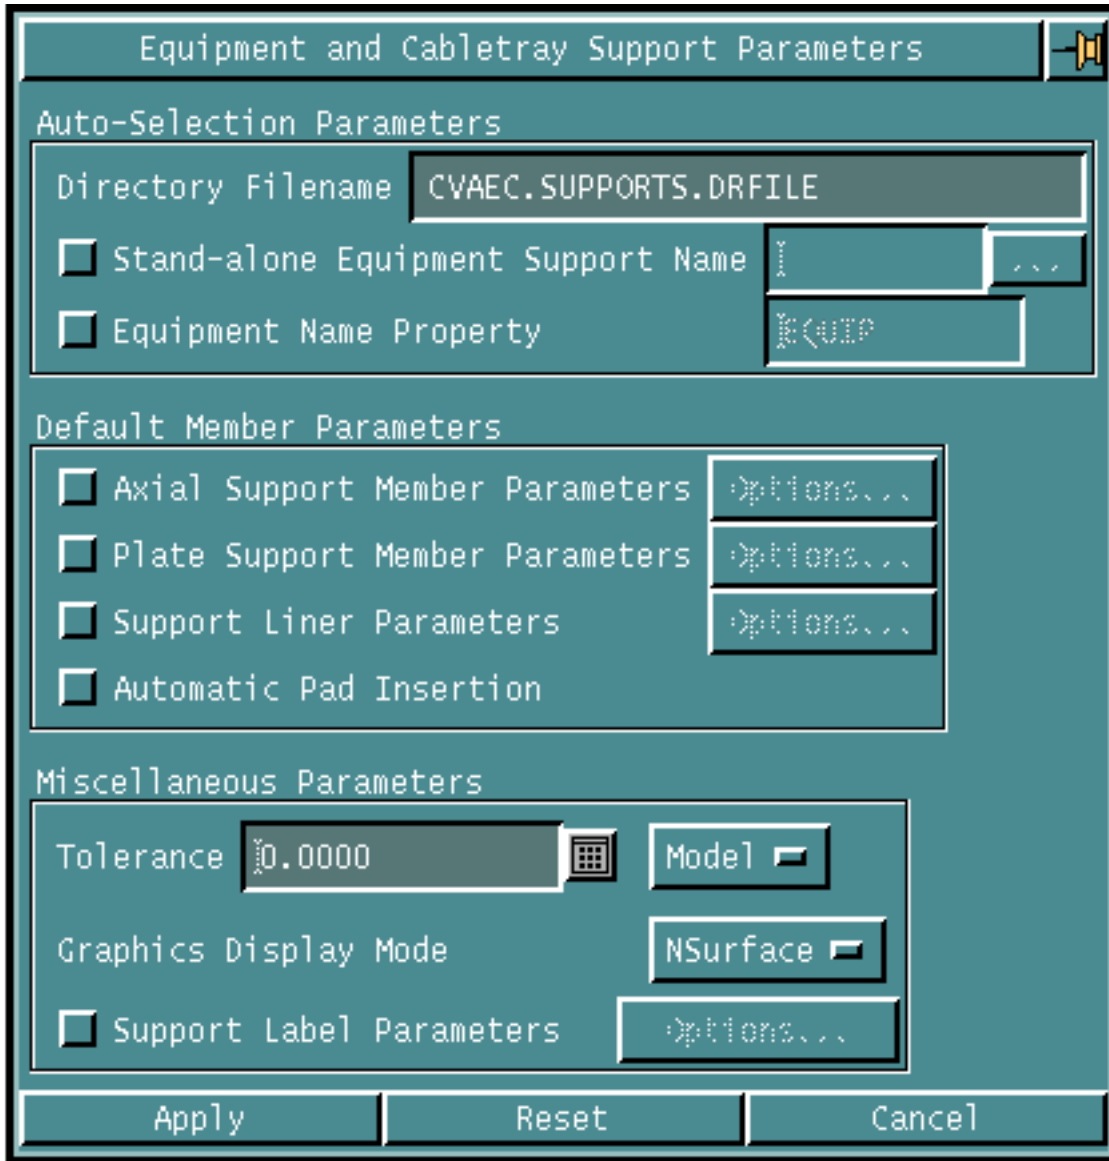 Equipment and Cabletray Support Parameters
Auto-Selection Parameters
Directory Filename CVAEC.SUPPORTS.DRFILE
Stand-alone Equipment Support Name ...
Equipment Name Property EQUIP
Default Member Parameters
Axial Support Member Parameters Options...
Plate Support Member Parameters Options...
Support Liner Parameters Options...
Automatic Pad Insertion
Miscellaneous Parameters
Tolerance 0.0000 Model
Graphics Display Mode NSurface
Support Label Parameters Options...
Apply Reset Cancel